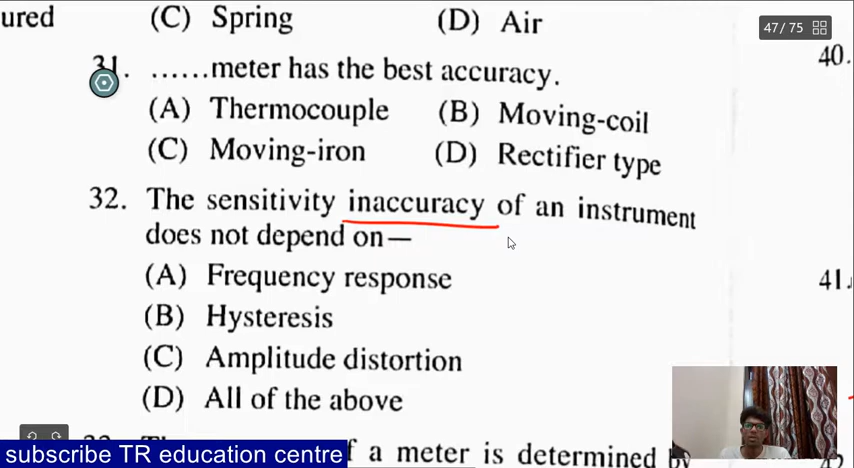 ured
(C) Spring (D) Air
47/75
40.
31. ......meter has the best accuracy.
(A) Thermocouple (B) Moving-coil
(C) Moving-iron (D) Rectifier type
32. The sensitivity inaccuracy of an instrument
does not depend on—
(A) Frequency response
41.
(B) Hysteresis
(C) Amplitude distortion
(D) All of the above
subscribe TR education centre
f a meter is determined by